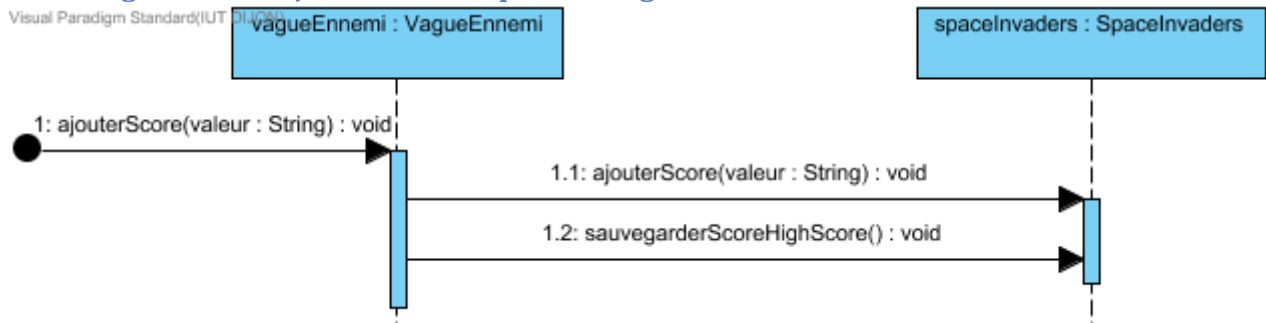 Visual Paradigm Standard(IUT DIJON)
vagueEnnemi : VagueEnnemi
spaceInvaders : SpaceInvaders
1: ajouterScore(valeur : String) : void
1.1: ajouterScore(valeur : String) : void
1.2: sauvegarderScoreHighScore() : void